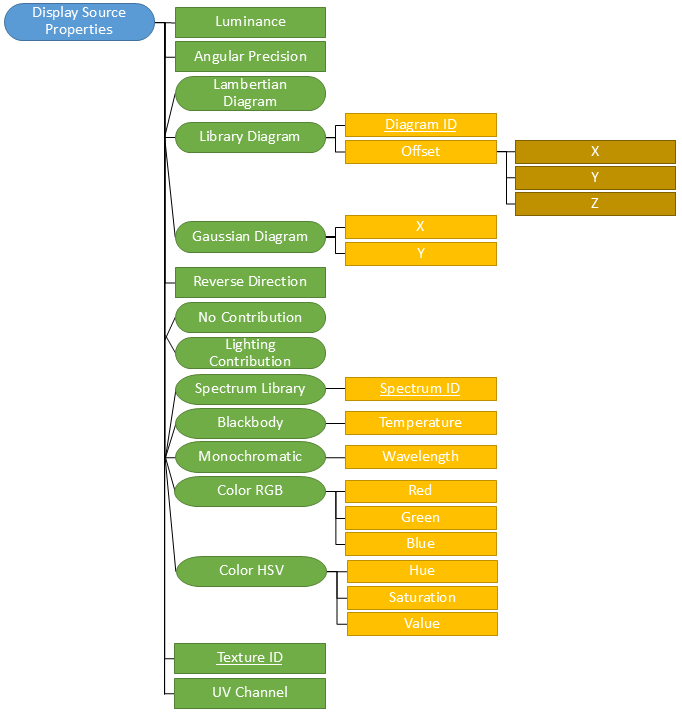 Display Source
Properties
Luminance
Angular Precision
Lambertian
Diagram
Library Diagram
Diagram ID
Offset
X
Y
Z
Gaussian Diagram
X
Y
Reverse Direction
No Contribution
Lighting
Contribution
Spectrum Library
Spectrum ID
Blackbody
Temperature
Monochromatic
Wavelength
Color RGB
Red
Green
Blue
Color HSV
Hue
Saturation
Value
Texture ID
UV Channel